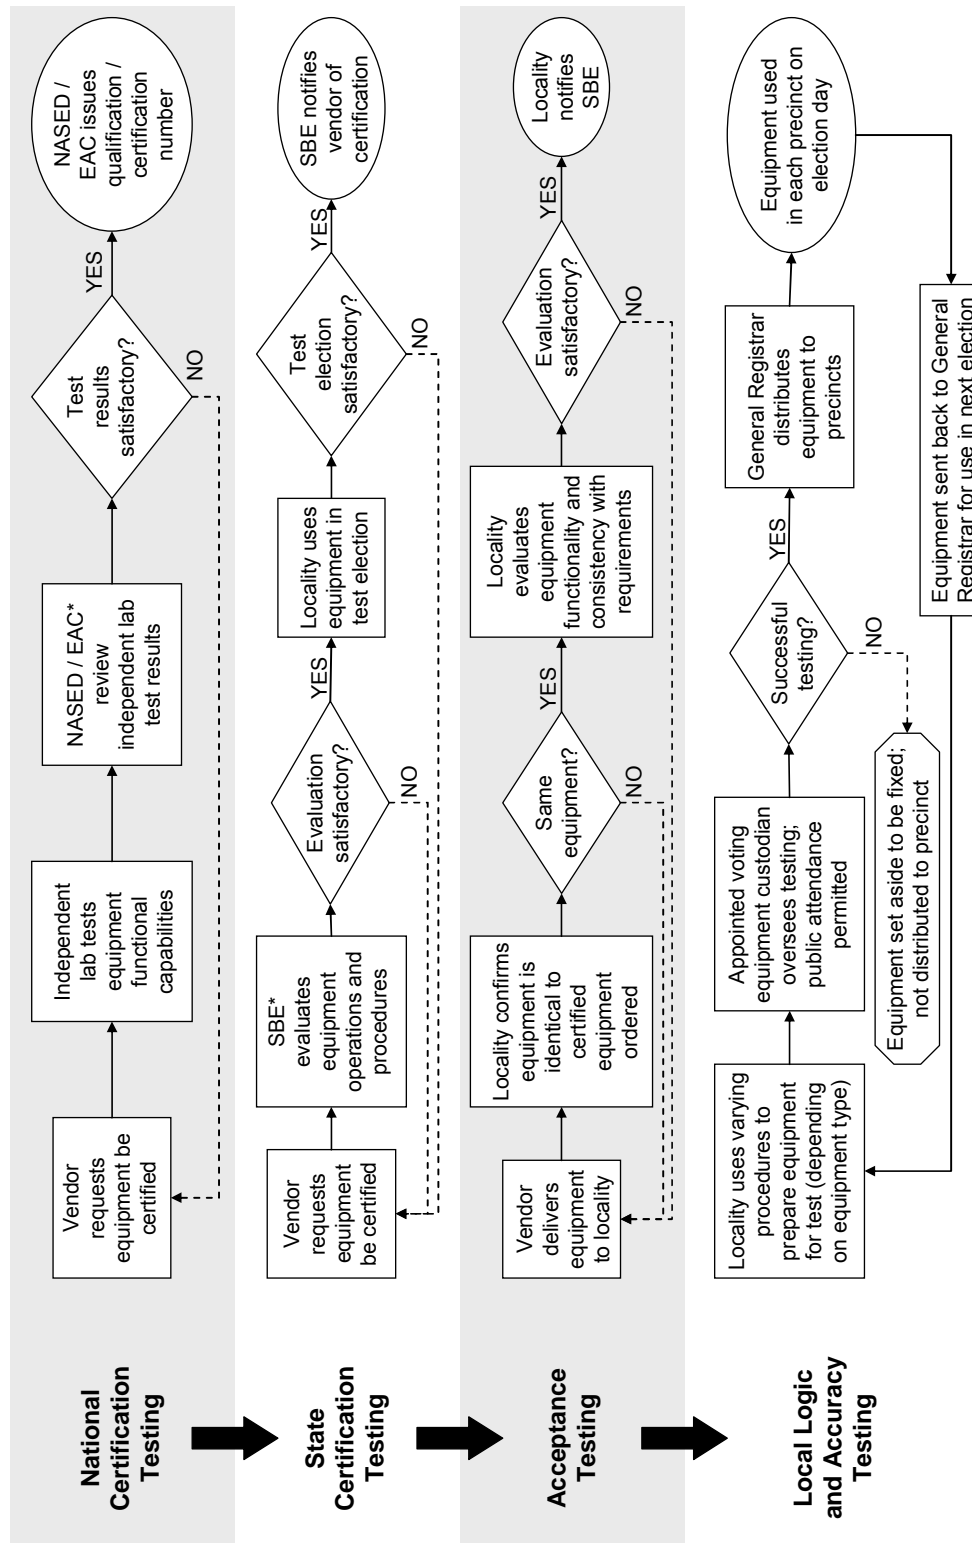 National
Certification
Testing
Vendor
requests
equipment be
certified
Independent
lab tests
equipment
functional
capabilities
NASED / EAC*
review
independent lab
test results
Test
results
satisfactory?
YES
NO
NASED /
EAC issues
qualification /
certification
number
State
Certification
Testing
Vendor
requests
equipment
be certified
SBE*
evaluates
equipment
operations and
procedures
Evaluation
satisfactory?
YES
NO
Locality uses
equipment in
test election
Test
election
satisfactory?
YES
NO
SBE notifies
vendor of
certification
Acceptance
Testing
Vendor
delivers
equipment
to locality
Locality confirms
equipment is
identical to
certified
equipment
ordered
Same
equipment?
YES
NO
Locality
evaluates
equipment
functionality and
consistency with
requirements
Evaluation
satisfactory?
YES
NO
Locality
notifies
SBE
Local Logic
and Accuracy
Testing
Locality uses varying
procedures to
prepare equipment
for test (depending
on equipment type)
Appointed voting
equipment custodian
oversees testing;
public attendance
permitted
Successful
testing?
YES
NO
Equipment set aside to be fixed;
not distributed to precinct
General Registrar
distributes
equipment to
precincts
Equipment used
in each precinct on
election day
Equipment sent back to General
Registrar for use in next election